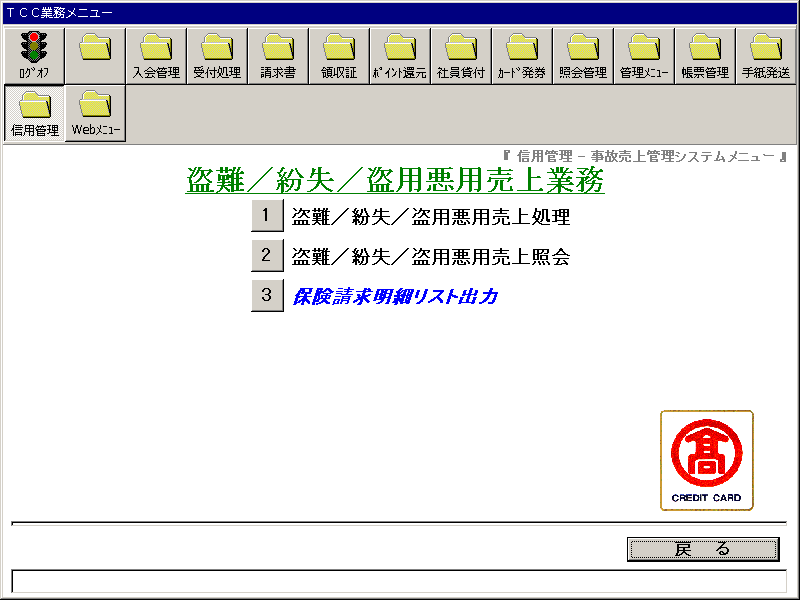 ＴＣＣ業務メニュー
ﾛｸﾞｵﾌ 入会管理 受付処理 請求書 領収証 ﾎﾟｲﾝﾄ還元 社員貸付 ｶｰﾄﾞ発券 照会管理 管理ﾒﾆｭｰ 帳票管理 手紙発送
信用管理 Webﾒﾆｭｰ
『 信用管理 − 事故売上管理システムメニュー 』
盗難／紛失／盗用悪用売上業務
1 盗難／紛失／盗用悪用売上処理
2 盗難／紛失／盗用悪用売上照会
3 保険請求明細リスト出力
髙
CREDIT CARD
戻 る